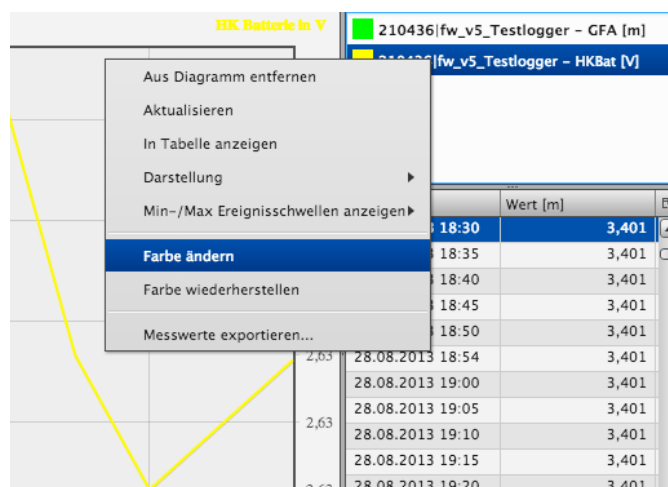 HK Batterie in V
210436|fw_v5_Testlogger – GFA [m]
|fw_v5_Testlogger – HKBat [V]
Aus Diagramm entfernen
Aktualisieren
In Tabelle anzeigen
Darstellung
Min-/Max Ereignisschwellen anzeigen
Farbe ändern
Farbe wiederherstellen
Messwerte exportieren...
Wert [m]
18:30 3,401
18:35 3,401
18:40 3,401
18:45 3,401
18:50 3,401
2,63
28.08.2013 18:54 3,401
28.08.2013 19:00 3,401
28.08.2013 19:05 3,401
2,63
28.08.2013 19:10 3,401
28.08.2013 19:15 3,401
28.08.2013 19:20 3,401